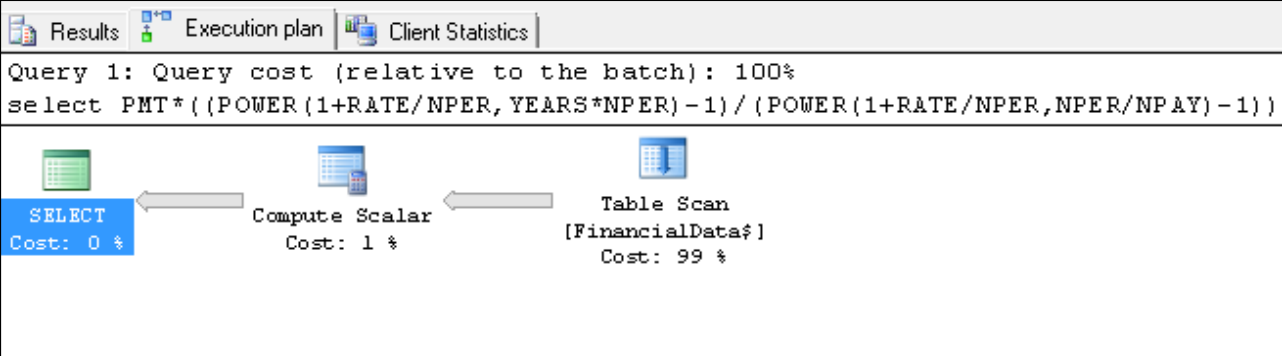 Results Execution plan Client Statistics
Query 1: Query cost (relative to the batch): 100%
select PMT*((POWER(1+RATE/NPER,YEARS*NPER)-1)/(POWER(1+RATE/NPER,NPER/NPAY)-1))
SELECT
Cost: 0 %
Compute Scalar
Cost: 1 %
Table Scan
[FinancialData$]
Cost: 99 %